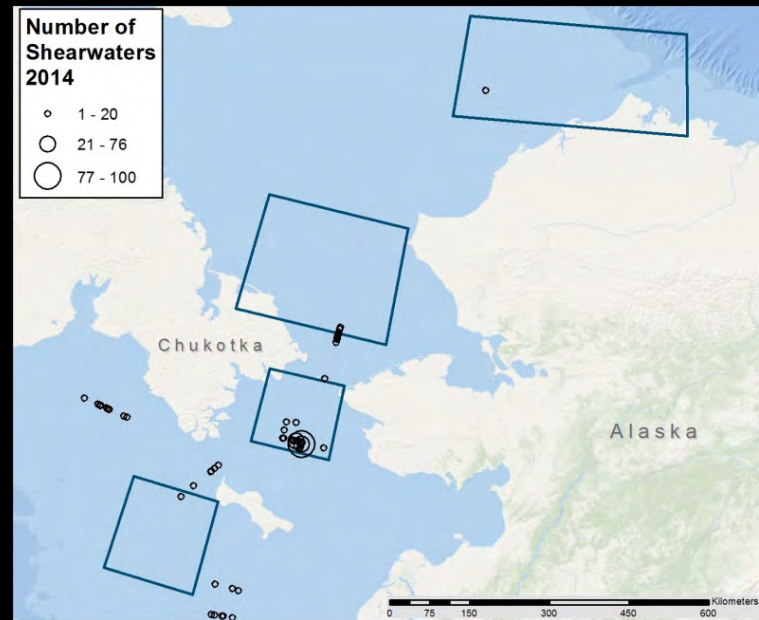 Number of
Shearwaters
2014
1 - 20
21 - 76
77 - 100
Chukotka
Alaska
Kilometers
0 75 150 300 450 600